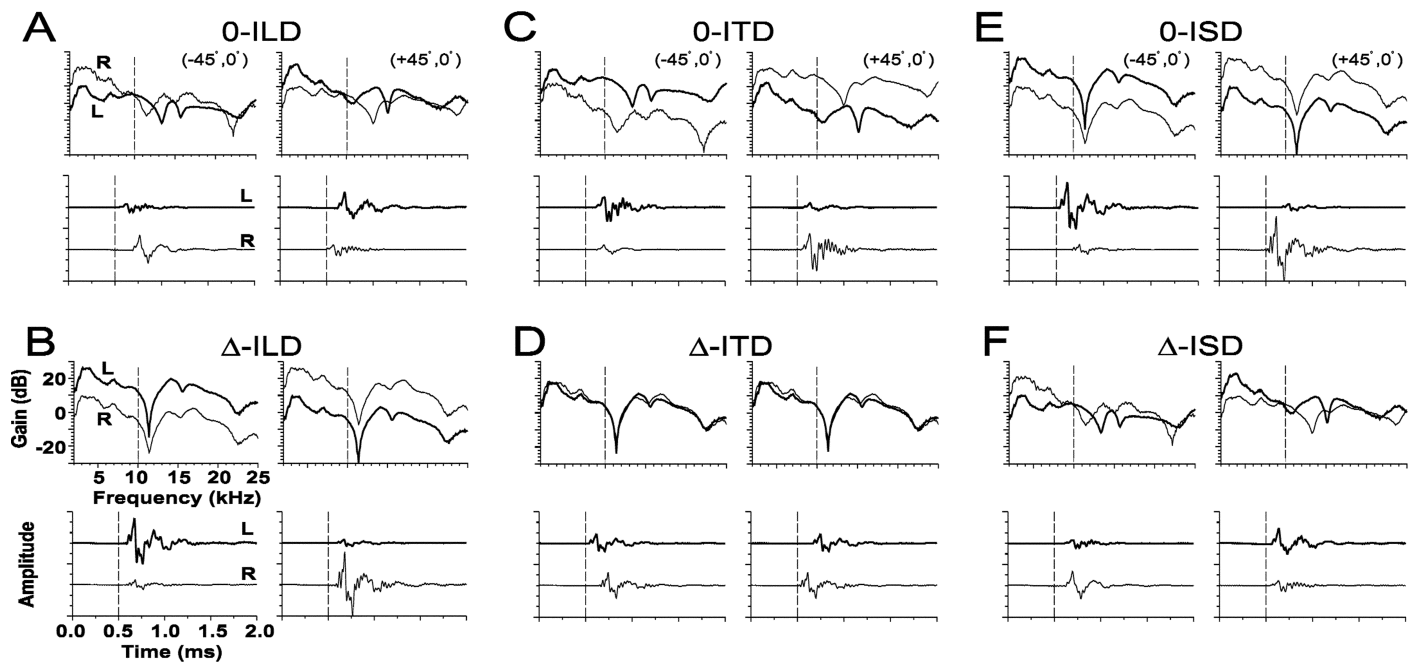 A 0-ILD
R (-45°,0°) (+45°,0°)
L
L
R
C 0-ITD
(-45°,0°) (+45°,0°)
E 0-ISD
(-45°,0°) (+45°,0°)
B Δ-ILD
Gain (dB)
20
0
-20
L
R
5 10 15 20 25
Frequency (kHz)
Amplitude
L
R
0.0 0.5 1.0 1.5 2.0
Time (ms)
D Δ-ITD
F Δ-ISD